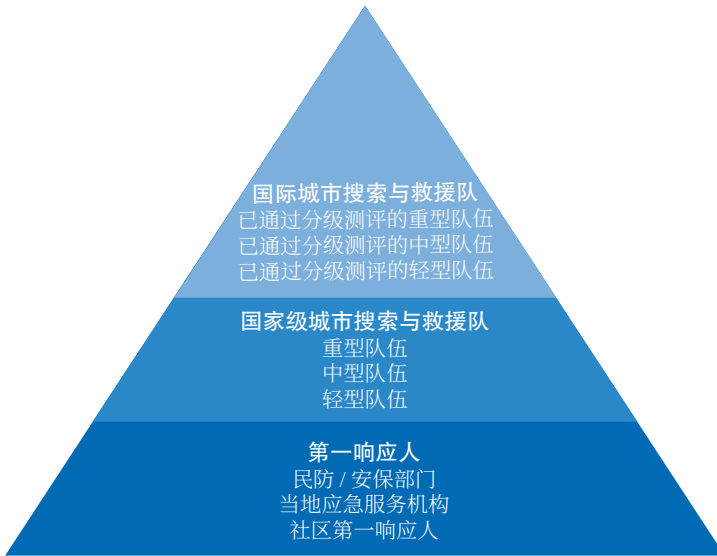 国际城市搜索与救援队
已通过分级测评的重型队伍
已通过分级测评的中型队伍
已通过分级测评的轻型队伍
国家级城市搜索与救援队
重型队伍
中型队伍
轻型队伍
第一响应人
民防 / 安保部门
当地应急服务机构
社区第一响应人